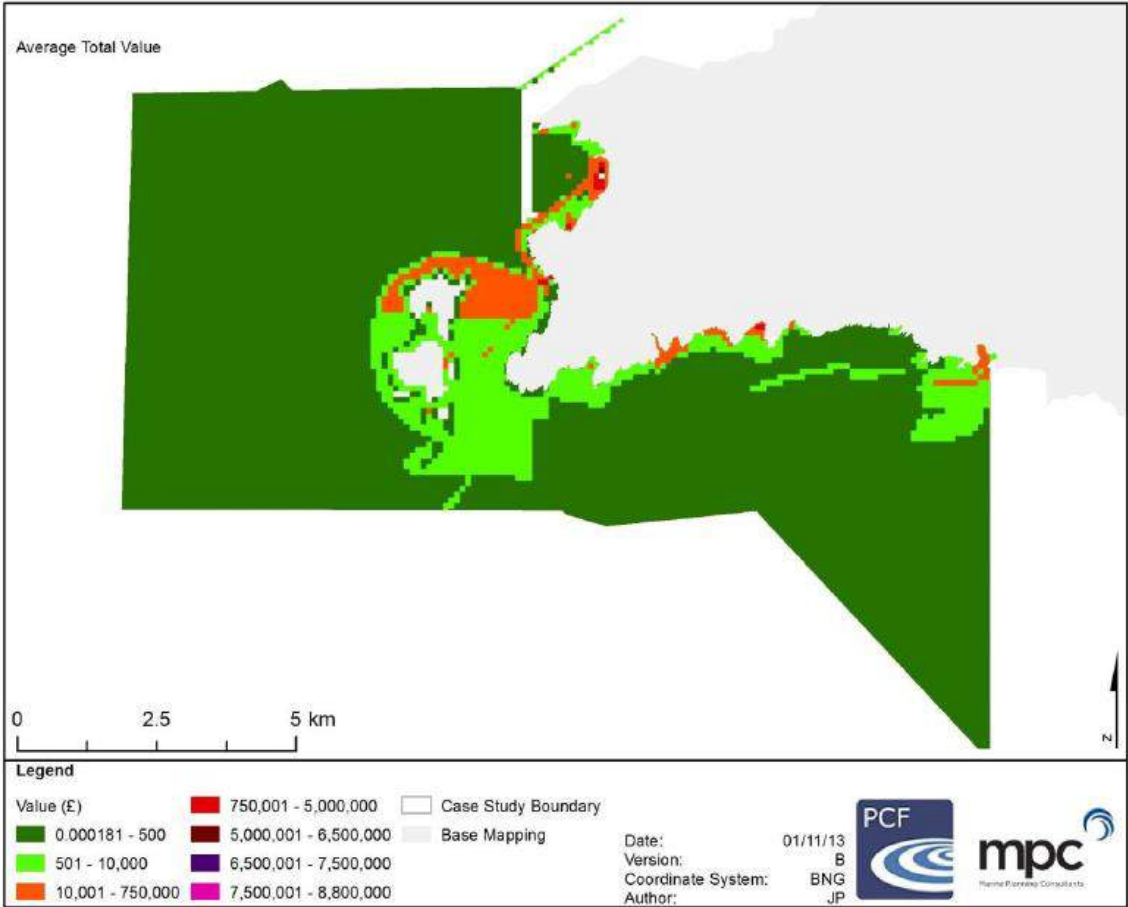 Average Total Value
0 2.5 5 km
N
Legend
Value (£)
0.000181 - 500
501 - 10,000
10,001 - 750,000
750,001 - 5,000,000
5,000,001 - 6,500,000
6,500,001 - 7,500,000
7,500,001 - 8,800,000
Case Study Boundary
Base Mapping
Date: 01/11/13
Version: B
Coordinate System: BNG
Author: JP
PCF
mpc
Marine Planning Consultants